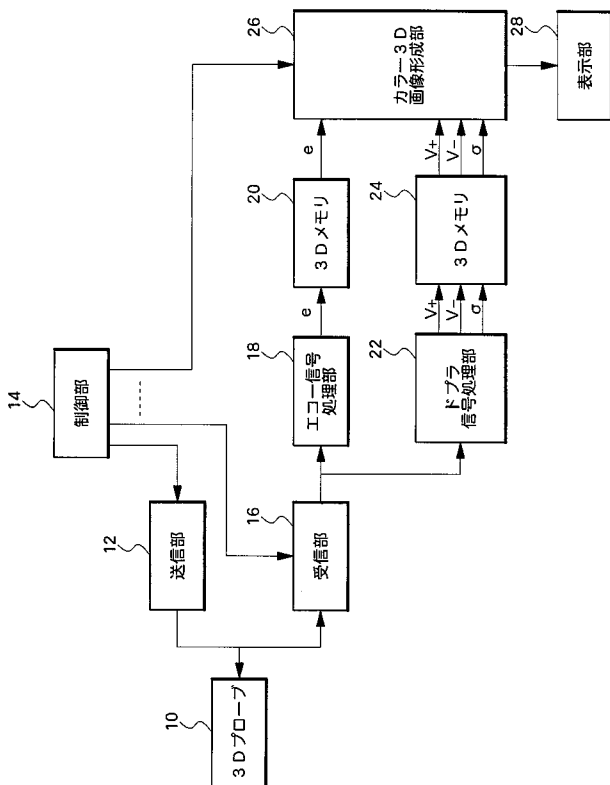 14
制御部
12
送信部
10
3Dプローブ
16
受信部
18
エコー信号
処理部
e
20
3Dメモリ
e
22
ドプラ
信号処理部
V+
V−
σ
24
3Dメモリ
V+
V−
σ
26
カラー3D
画像形成部
28
表示部